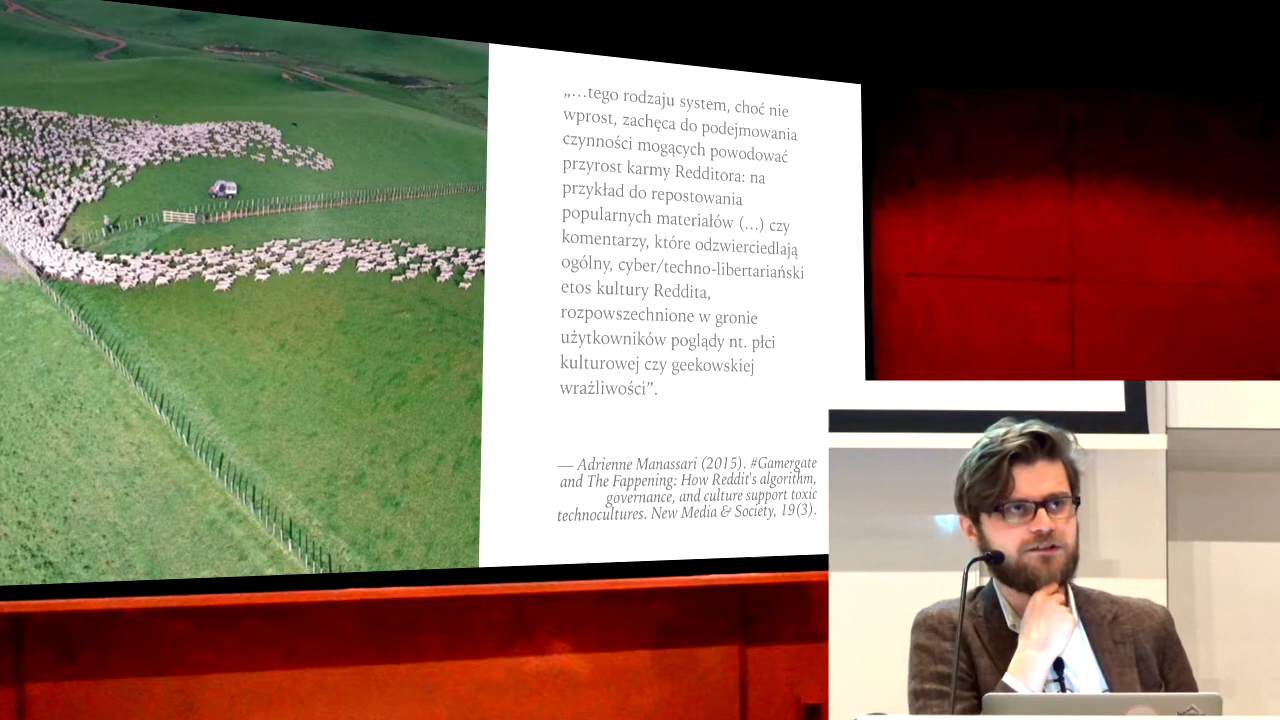 „…tego rodzaju system, choć nie
wprost, zachęca do podejmowania
czynności mogących powodować
przyrost karmy Redditora: na
przykład do repostowania
popularnych materiałów (…) czy
komentarzy, które odzwierciedlają
ogólny, cyber/techno-libertariański
etos kultury Reddita,
rozpowszechnione w gronie
użytkowników poglądy nt. płci
kulturowej czy geekowskiej
wrażliwości”.
— Adrienne Manassari (2015). #Gamergate
and The Fappening: How Reddit's algorithm,
governance, and culture support toxic
technocultures. New Media & Society, 19(3).